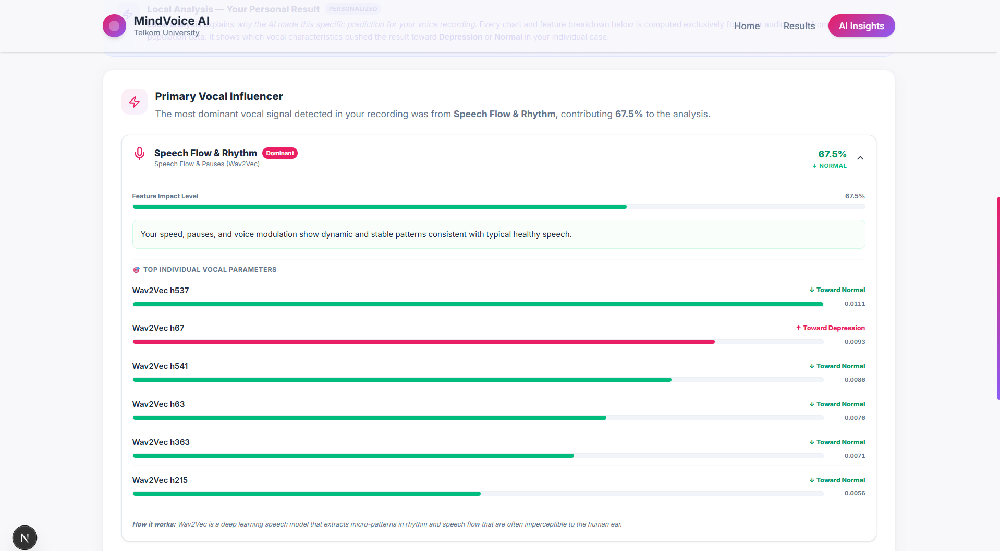 Local Analysis — Your Personal Result PERSONALIZED
MindVoice AI
Telkom University
Home
Results
AI Insights
explains why the AI made this specific prediction for your voice recording. Every chart and feature breakdown below is computed exclusively
population data. It shows which vocal characteristics pushed the result toward Depression or Normal in your individual case.
Primary Vocal Influencer
The most dominant vocal signal detected in your recording was from Speech Flow & Rhythm, contributing 67.5% to the analysis.
Speech Flow & Rhythm Dominant
Speech Flow & Pauses (Wav2Vec)
67.5%
↓ NORMAL
Feature Impact Level 67.5%
Your speed, pauses, and voice modulation show dynamic and stable patterns consistent with typical healthy speech.
TOP INDIVIDUAL VOCAL PARAMETERS
Wav2Vec h537 ↓ Toward Normal
0.0111
Wav2Vec h67 ↑ Toward Depression
0.0093
Wav2Vec h541 ↓ Toward Normal
0.0086
Wav2Vec h63 ↓ Toward Normal
0.0076
Wav2Vec h363 ↓ Toward Normal
0.0071
Wav2Vec h215 ↓ Toward Normal
0.0056
How it works: Wav2Vec is a deep learning speech model that extracts micro-patterns in rhythm and speech flow that are often imperceptible to the human ear.
N